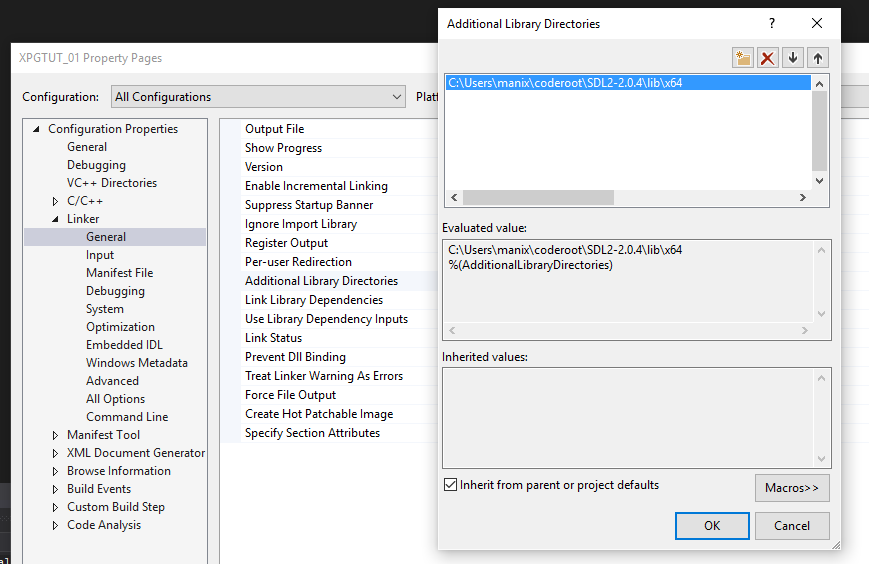 XPGTUT_01 Property Pages
Configuration:
All Configurations
Configuration Properties
General
Debugging
VC++ Directories
C/C++
Linker
General
Input
Manifest File
Debugging
System
Optimization
Embedded IDL
Windows Metadata
Advanced
All Options
Command Line
Manifest Tool
XML Document Generator
Browse Information
Build Events
Custom Build Step
Code Analysis
Output File
Show Progress
Version
Enable Incremental Linking
Suppress Startup Banner
Ignore Import Library
Register Output
Per-user Redirection
Additional Library Directories
Link Library Dependencies
Use Library Dependency Inputs
Link Status
Prevent Dll Binding
Treat Linker Warning As Errors
Force File Output
Create Hot Patchable Image
Specify Section Attributes
Additional Library Directories
?
C:\Users\manix\coderoot\SDL2-2.0.4\lib\x64
Evaluated value:
C:\Users\manix\coderoot\SDL2-2.0.4\lib\x64
%(AdditionalLibraryDirectories)
Inherited values:
Inherit from parent or project defaults
Macros>>
OK
Cancel